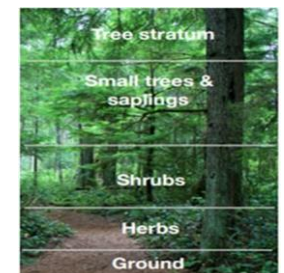 Tree stratum
Small trees &
saplings
Shrubs
Herbs
Ground